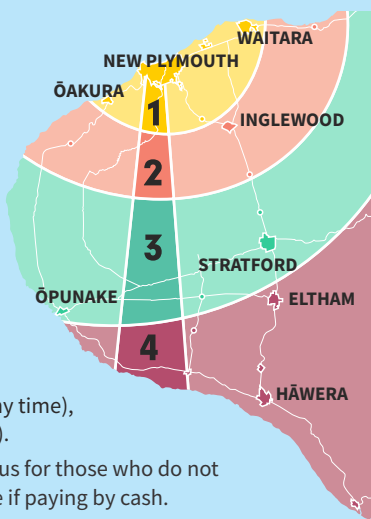 WAITARA
NEW PLYMOUTH
ŌAKURA
1
INGLEWOOD
2
3
STRATFORD
ŌPUNAKE
ELTHAM
4
HĀWERA
y time),
).
us for those who do not
e if paying by cash.